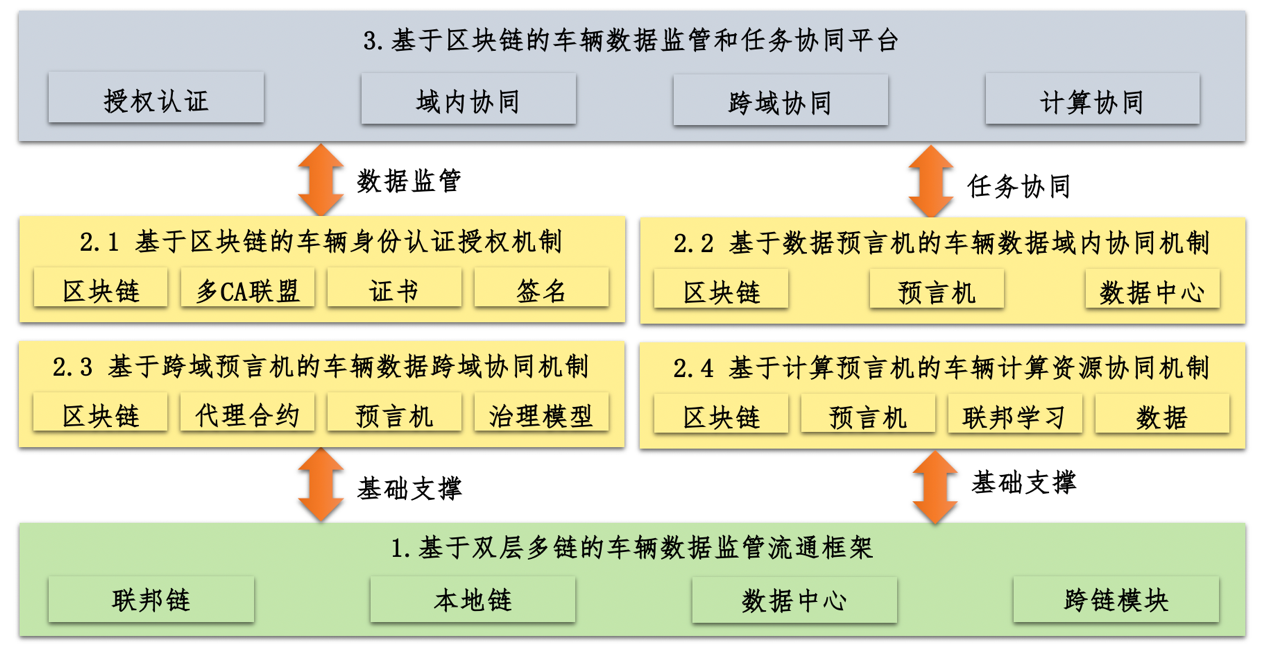 3.基于区块链的车辆数据监管和任务协同平台
授权认证
域内协同
跨域协同
计算协同
数据监管
任务协同
2.1 基于区块链的车辆身份认证授权机制
区块链
多CA联盟
证书
签名
2.2 基于数据预言机的车辆数据域内协同机制
区块链
预言机
数据中心
2.3 基于跨域预言机的车辆数据跨域协同机制
区块链
代理合约
预言机
治理模型
2.4 基于计算预言机的车辆计算资源协同机制
区块链
预言机
联邦学习
数据
基础支撑
基础支撑
1.基于双层多链的车辆数据监管流通框架
联邦链
本地链
数据中心
跨链模块